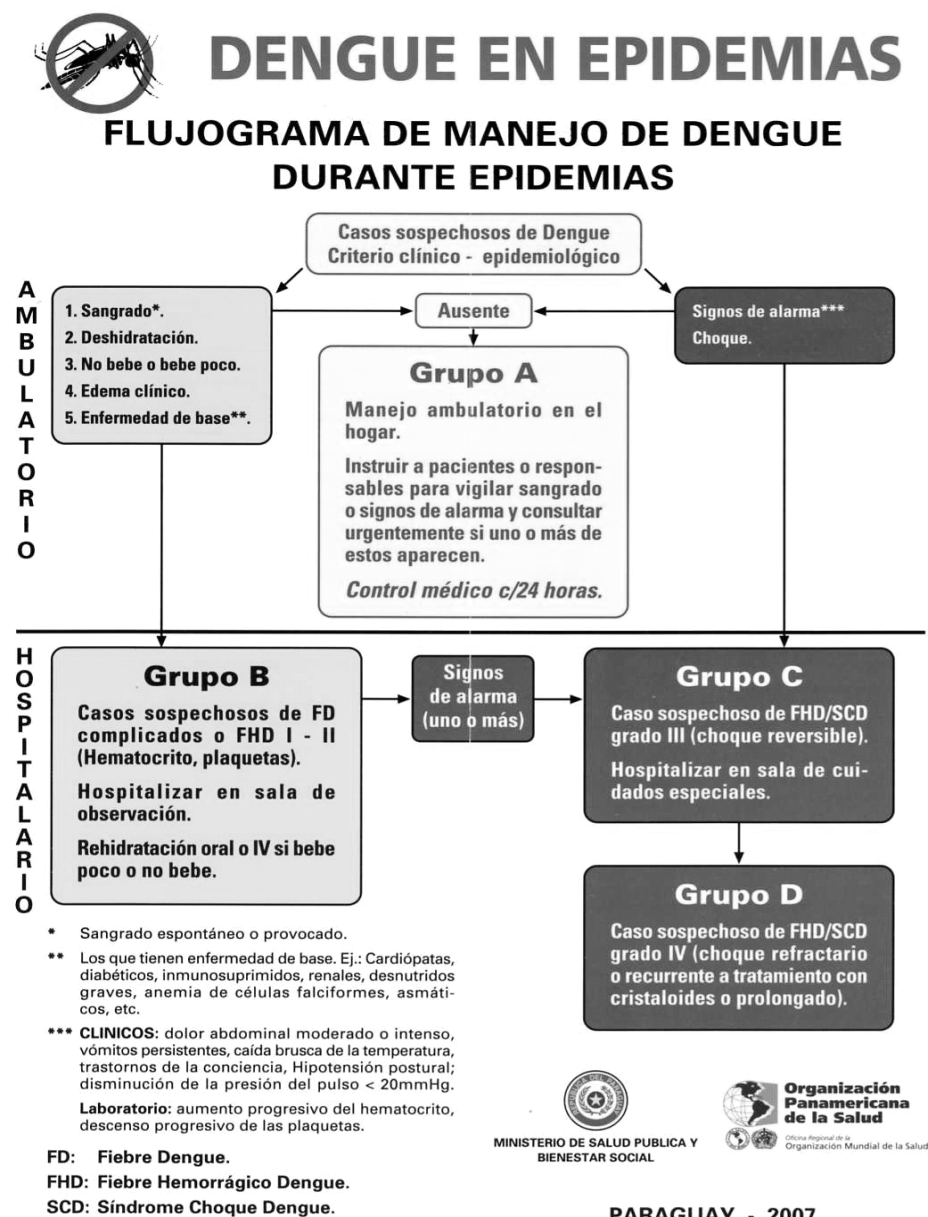 DENGUE EN EPIDEMIAS
FLUJOGRAMA DE MANEJO DE DENGUE
DURANTE EPIDEMIAS
Casos sospechosos de Dengue
Criterio clínico - epidemiológico
AMBULATORIO
1. Sangrado*.
2. Deshidratación.
3. No bebe o bebe poco.
4. Edema clínico.
5. Enfermedad de base**.
Ausente
Signos de alarma***
Choque.
Grupo A
Manejo ambulatorio en el
hogar.
Instruir a pacientes o respon-
sables para vigilar sangrado
o signos de alarma y consultar
urgentemente si uno o más de
estos aparecen.
Control médico c/24 horas.
HOSPITALARIO
Grupo B
Casos sospechosos de FD
complicados o FHD I - II
(Hematocrito, plaquetas).
Hospitalizar en sala de
observación.
Rehidratación oral o IV si bebe
poco o no bebe.
Signos
de alarma
(uno o más)
Grupo C
Caso sospechoso de FHD/SCD
grado III (choque reversible).
Hospitalizar en sala de cui-
dados especiales.
Grupo D
Caso sospechoso de FHD/SCD
grado IV (choque refractario
o recurrente a tratamiento con
cristaloides o prolongado).
* Sangrado espontáneo o provocado.
** Los que tienen enfermedad de base. Ej.: Cardiópatas,
diabéticos, inmunosuprimidos, renales, desnutridos
graves, anemia de células falciformes, asmáti-
cos, etc.
*** CLINICOS: dolor abdominal moderado o intenso,
vómitos persistentes, caída brusca de la temperatura,
trastornos de la conciencia, Hipotensión postural;
disminución de la presión del pulso < 20mmHg.
Laboratorio: aumento progresivo del hematocrito,
descenso progresivo de las plaquetas.
FD: Fiebre Dengue.
FHD: Fiebre Hemorrágico Dengue.
SCD: Síndrome Choque Dengue.
REPUBLICA DEL PARAGUAY
MINISTERIO DE SALUD PUBLICA Y
BIENESTAR SOCIAL
Organización
Panamericana
de la Salud
Oficina Regional de la
Organización Mundial de la Salud
PARAGUAY - 2007